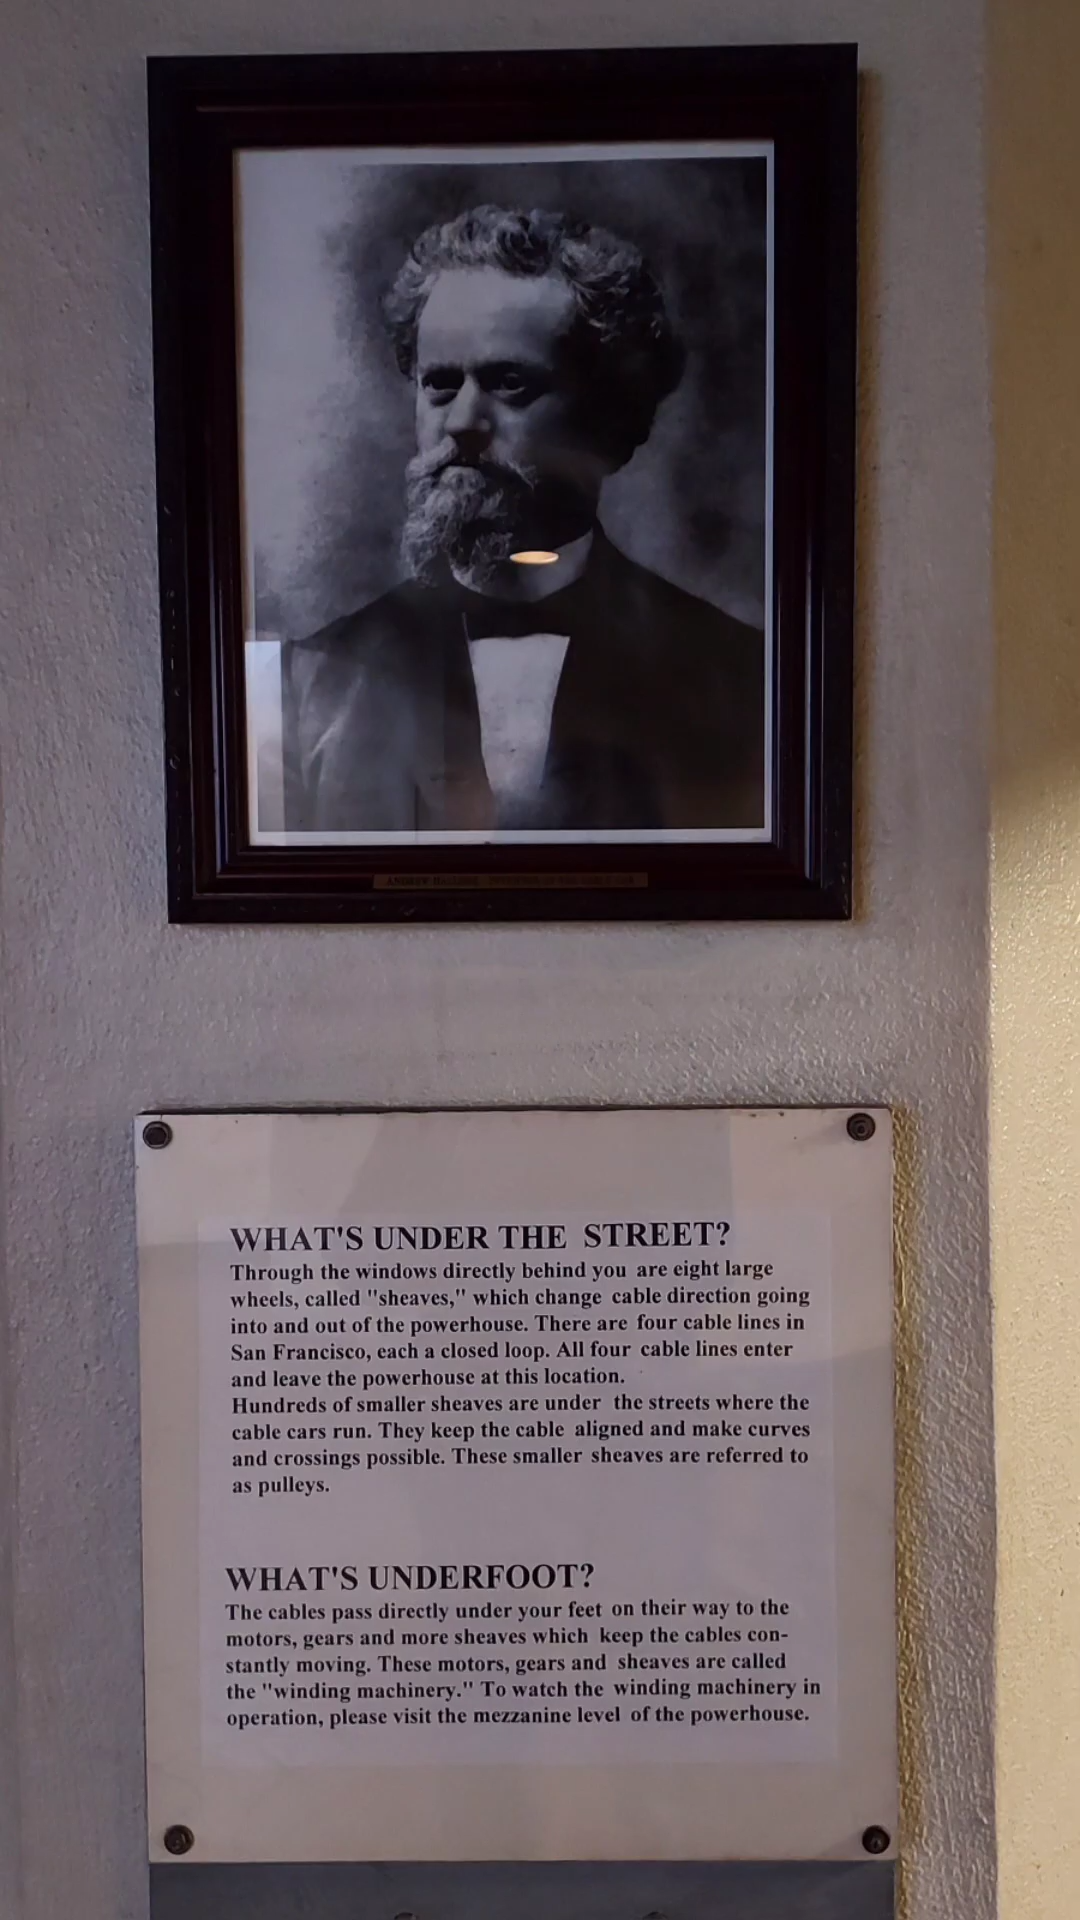 ANDREW
WHAT'S UNDER THE STREET?
Through the windows directly behind you are eight large
wheels, called "sheaves," which change cable direction going
into and out of the powerhouse. There are four cable lines in
San Francisco, each a closed loop. All four cable lines enter
and leave the powerhouse at this location.
Hundreds of smaller sheaves are under the streets where the
cable cars run. They keep the cable aligned and make curves
and crossings possible. These smaller sheaves are referred to
as pulleys.
WHAT'S UNDERFOOT?
The cables pass directly under your feet on their way to the
motors, gears and more sheaves which keep the cables con-
stantly moving. These motors, gears and sheaves are called
the "winding machinery." To watch the winding machinery in
operation, please visit the mezzanine level of the powerhouse.